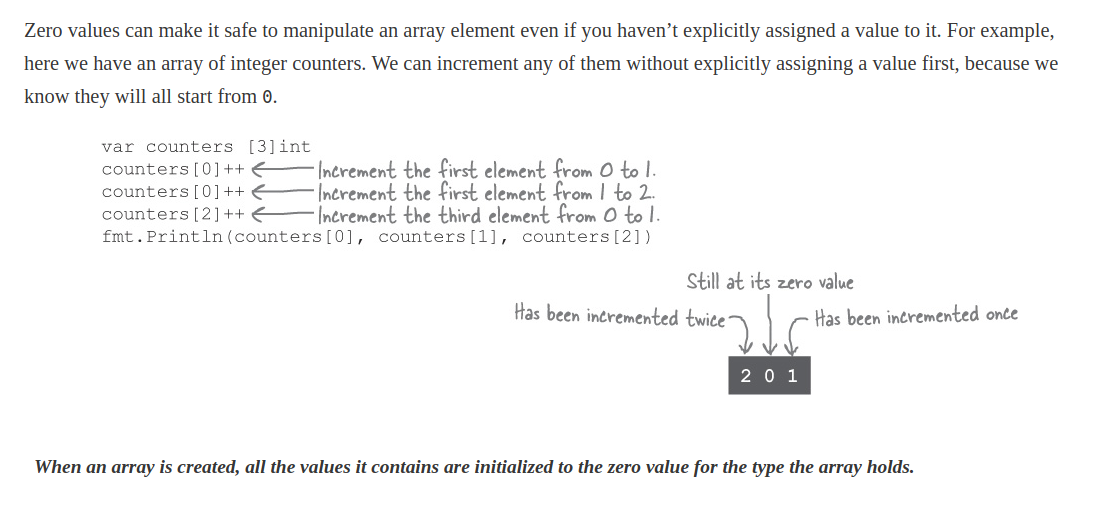 Zero values can make it safe to manipulate an array element even if you haven’t explicitly assigned a value to it. For example,
here we have an array of integer counters. We can increment any of them without explicitly assigning a value first, because we
know they will all start from 0.
var counters [3]int
counters[0]++ Increment the first element from 0 to 1.
counters[0]++ Increment the first element from 1 to 2.
counters[2]++ Increment the third element from 0 to 1.
fmt.Println(counters[0], counters[1], counters[2])
Still at its zero value
Has been incremented twice Has been incremented once
2 0 1
When an array is created, all the values it contains are initialized to the zero value for the type the array holds.